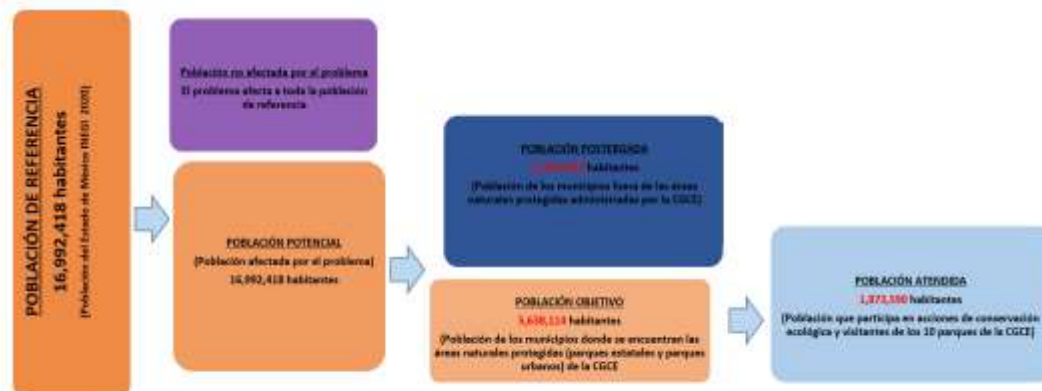 POBLACIÓN DE REFERENCIA
16,992,418 habitantes
(Población del Estado de México INEGI 2020)
Población no afectada por el problema
El problema afecta a toda la población
de referencia
POBLACIÓN POTENCIAL
(Población afectada por el problema)
16,992,418 habitantes
POBLACIÓN POSTERGADA
habitantes
(Población de los municipios fuera de las áreas
naturales protegidas administradas por la CGCE)
POBLACIÓN OBJETIVO
habitantes
(Población de los municipios donde se encuentran las
áreas naturales protegidas (parques estatales y parques
urbanos) de la CGCE
POBLACIÓN ATENDIDA
habitantes
(Población que participa en acciones de conservación
ecológica y visitantes de los 10 parques de la CGCE)